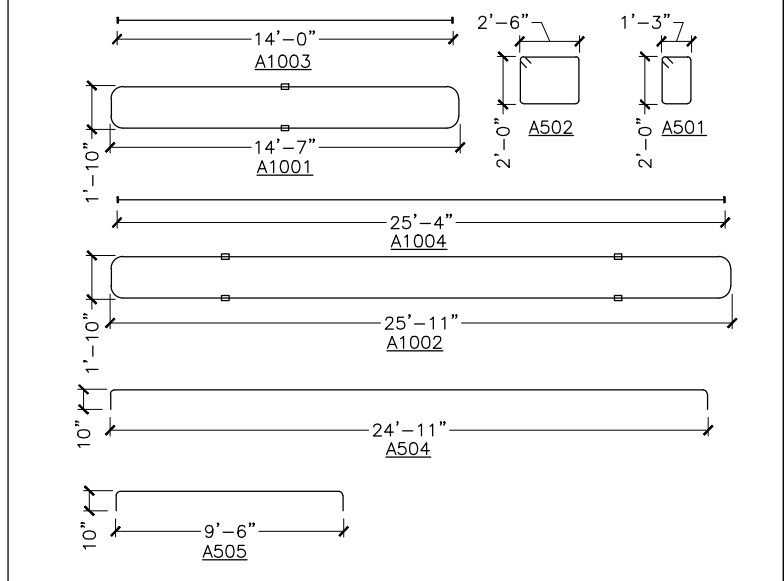 2'-6"
1'-3"
14'-0"
A1003
2'-0"
A502
2'-0"
A501
1'-10"
14'-7"
A1001
25'-4"
A1004
1'-10"
25'-11"
A1002
10"
24'-11"
A504
10"
9'-6"
A505